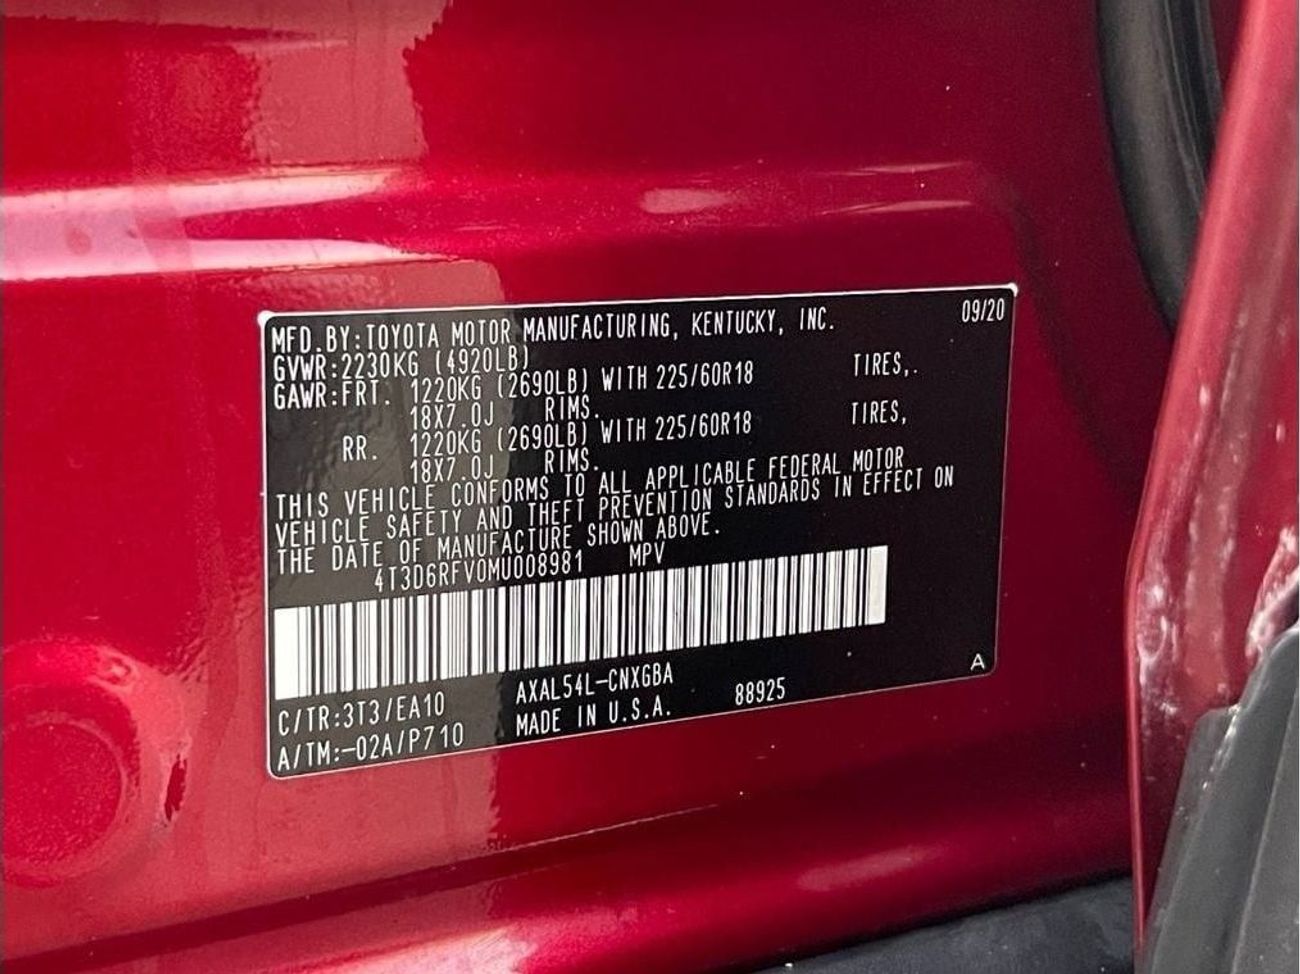 MFD.BY:TOYOTA MOTOR MANUFACTURING, KENTUCKY, INC. 09/20
GVWR:2230KG (4920LB)
GAWR:FRT. 1220KG (2690LB) WITH 225/60R18 TIRES,.
18X7.0J RIMS.
RR. 1220KG (2690LB) WITH 225/60R18 TIRES,
18X7.0J RIMS.
THIS VEHICLE CONFORMS TO ALL APPLICABLE FEDERAL MOTOR
VEHICLE SAFETY AND THEFT PREVENTION STANDARDS IN EFFECT ON
THE DATE OF MANUFACTURE SHOWN ABOVE.
4T3D6RFV0MU008981 MPV
C/TR:3T3/EA10 AXAL54L-CNXGBA A
A/TM:-02A/P710 MADE IN U.S.A. 88925